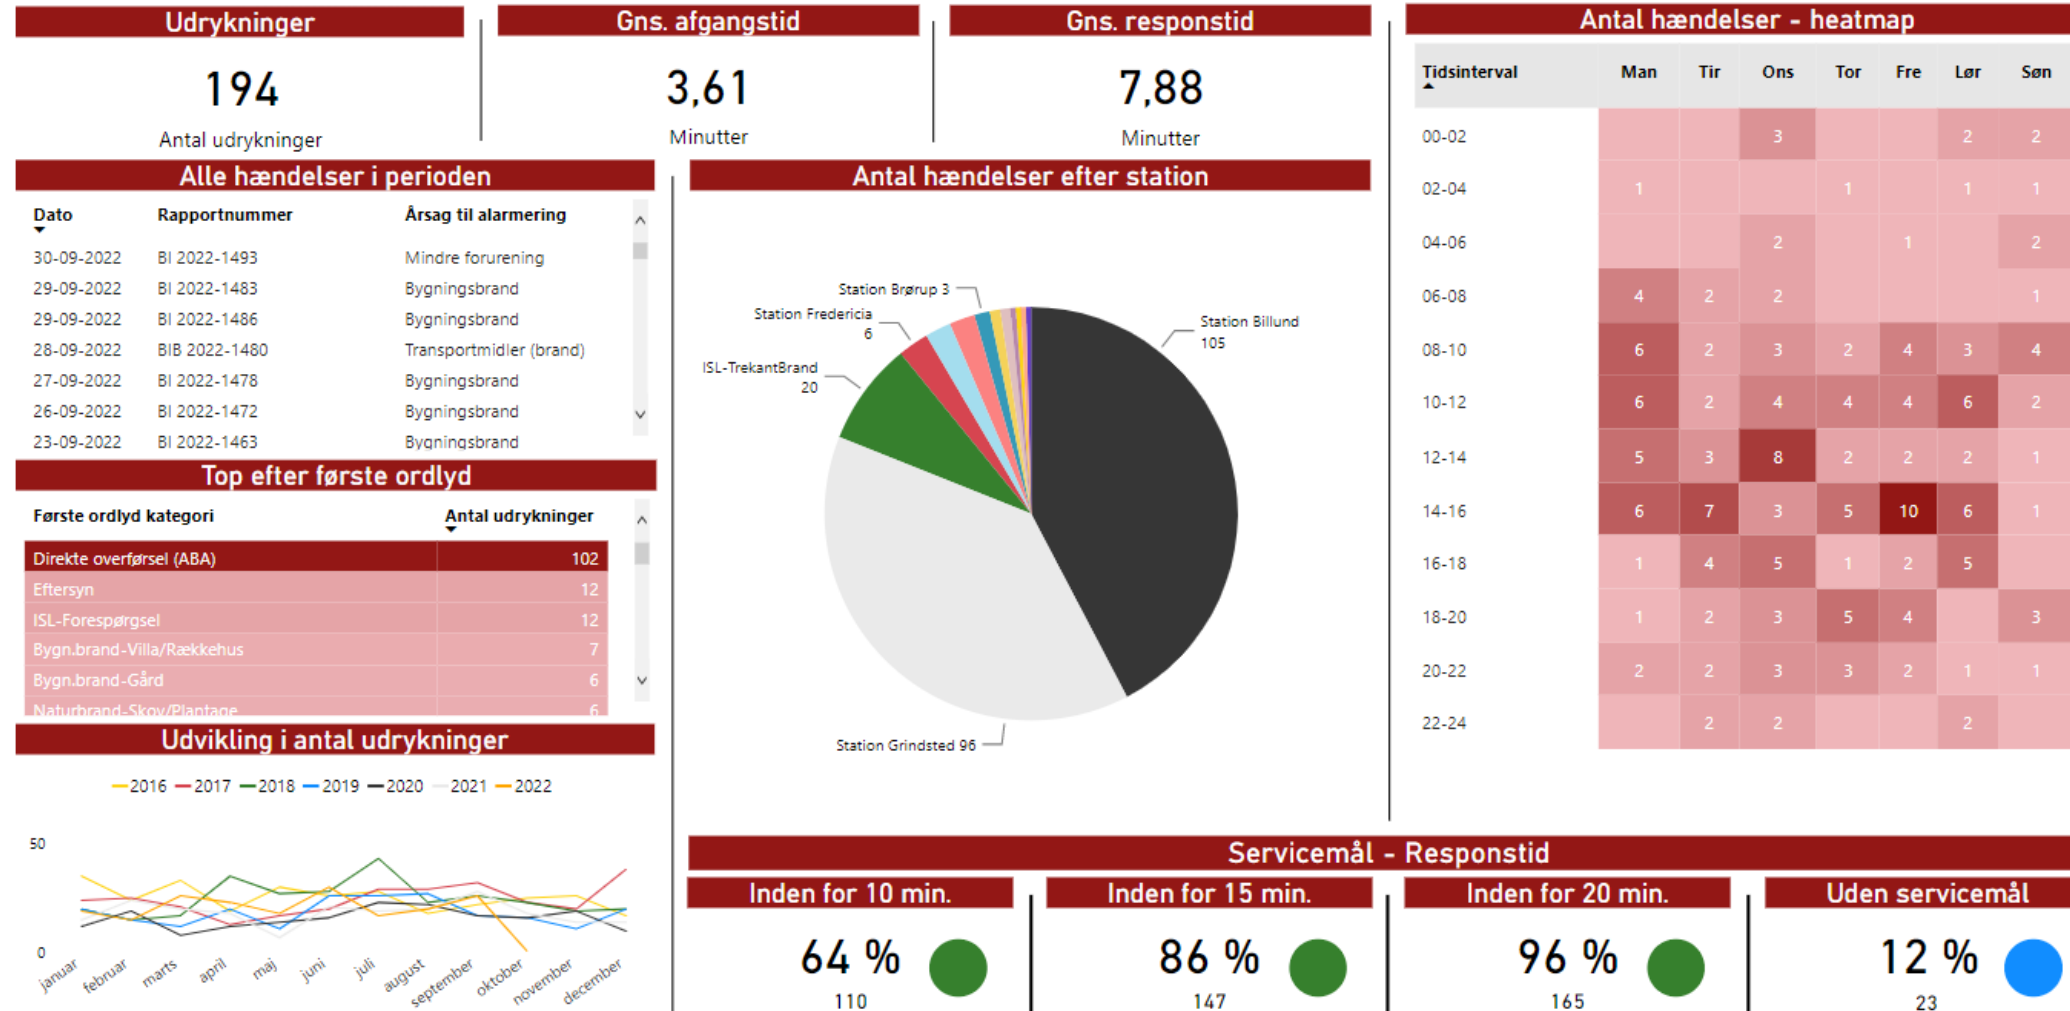 Udrykninger
194
Antal udrykninger
Gns. afgangstid
3,61
Minutter
Gns. responstid
7,88
Minutter
Alle hændelser i perioden
Dato Rapportnummer Årsag til alarmering
30-09-2022 BI 2022-1493 Mindre forurening
29-09-2022 BI 2022-1483 Bygningsbrand
29-09-2022 BI 2022-1486 Bygningsbrand
28-09-2022 BIB 2022-1480 Transportmidler (brand)
27-09-2022 BI 2022-1478 Bygningsbrand
26-09-2022 BI 2022-1472 Bygningsbrand
23-09-2022 BI 2022-1463 Bygningsbrand
Top efter første ordlyd
Første ordlyd kategori Antal udrykninger
Direkte overførsel (ABA) 102
Eftersyn 12
ISL-Forespørgsel 12
Bygn.brand-Villa/Rækkehus 7
Bygn.brand-Gård 6
Naturbrand-Skov/Plantage 6
Udvikling i antal udrykninger
2016 2017 2018 2019 2020 2021 2022
50
0
januar februar marts april maj juni juli august september oktober november december
Antal hændelser efter station
Station Brørup 3
Station Fredericia
6
ISL-TrekantBrand
20
Station Billund
105
Station Grindsted 96
Antal hændelser - heatmap
Tidsinterval Man Tir Ons Tor Fre Lør Søn
00-02 3 2 2
02-04 1 1 1 1
04-06 2 1 2
06-08 4 2 2 1
08-10 6 2 3 2 4 3 4
10-12 6 2 4 4 4 6 2
12-14 5 3 8 2 2 2 1
14-16 6 7 3 5 10 6 1
16-18 1 4 5 1 2 5
18-20 1 2 3 5 4 3
20-22 2 2 3 3 2 1 1
22-24 2 2 2
Servicemål - Responstid
Inden for 10 min.
64 %
110
Inden for 15 min.
86 %
147
Inden for 20 min.
96 %
165
Uden servicemål
12 %
23